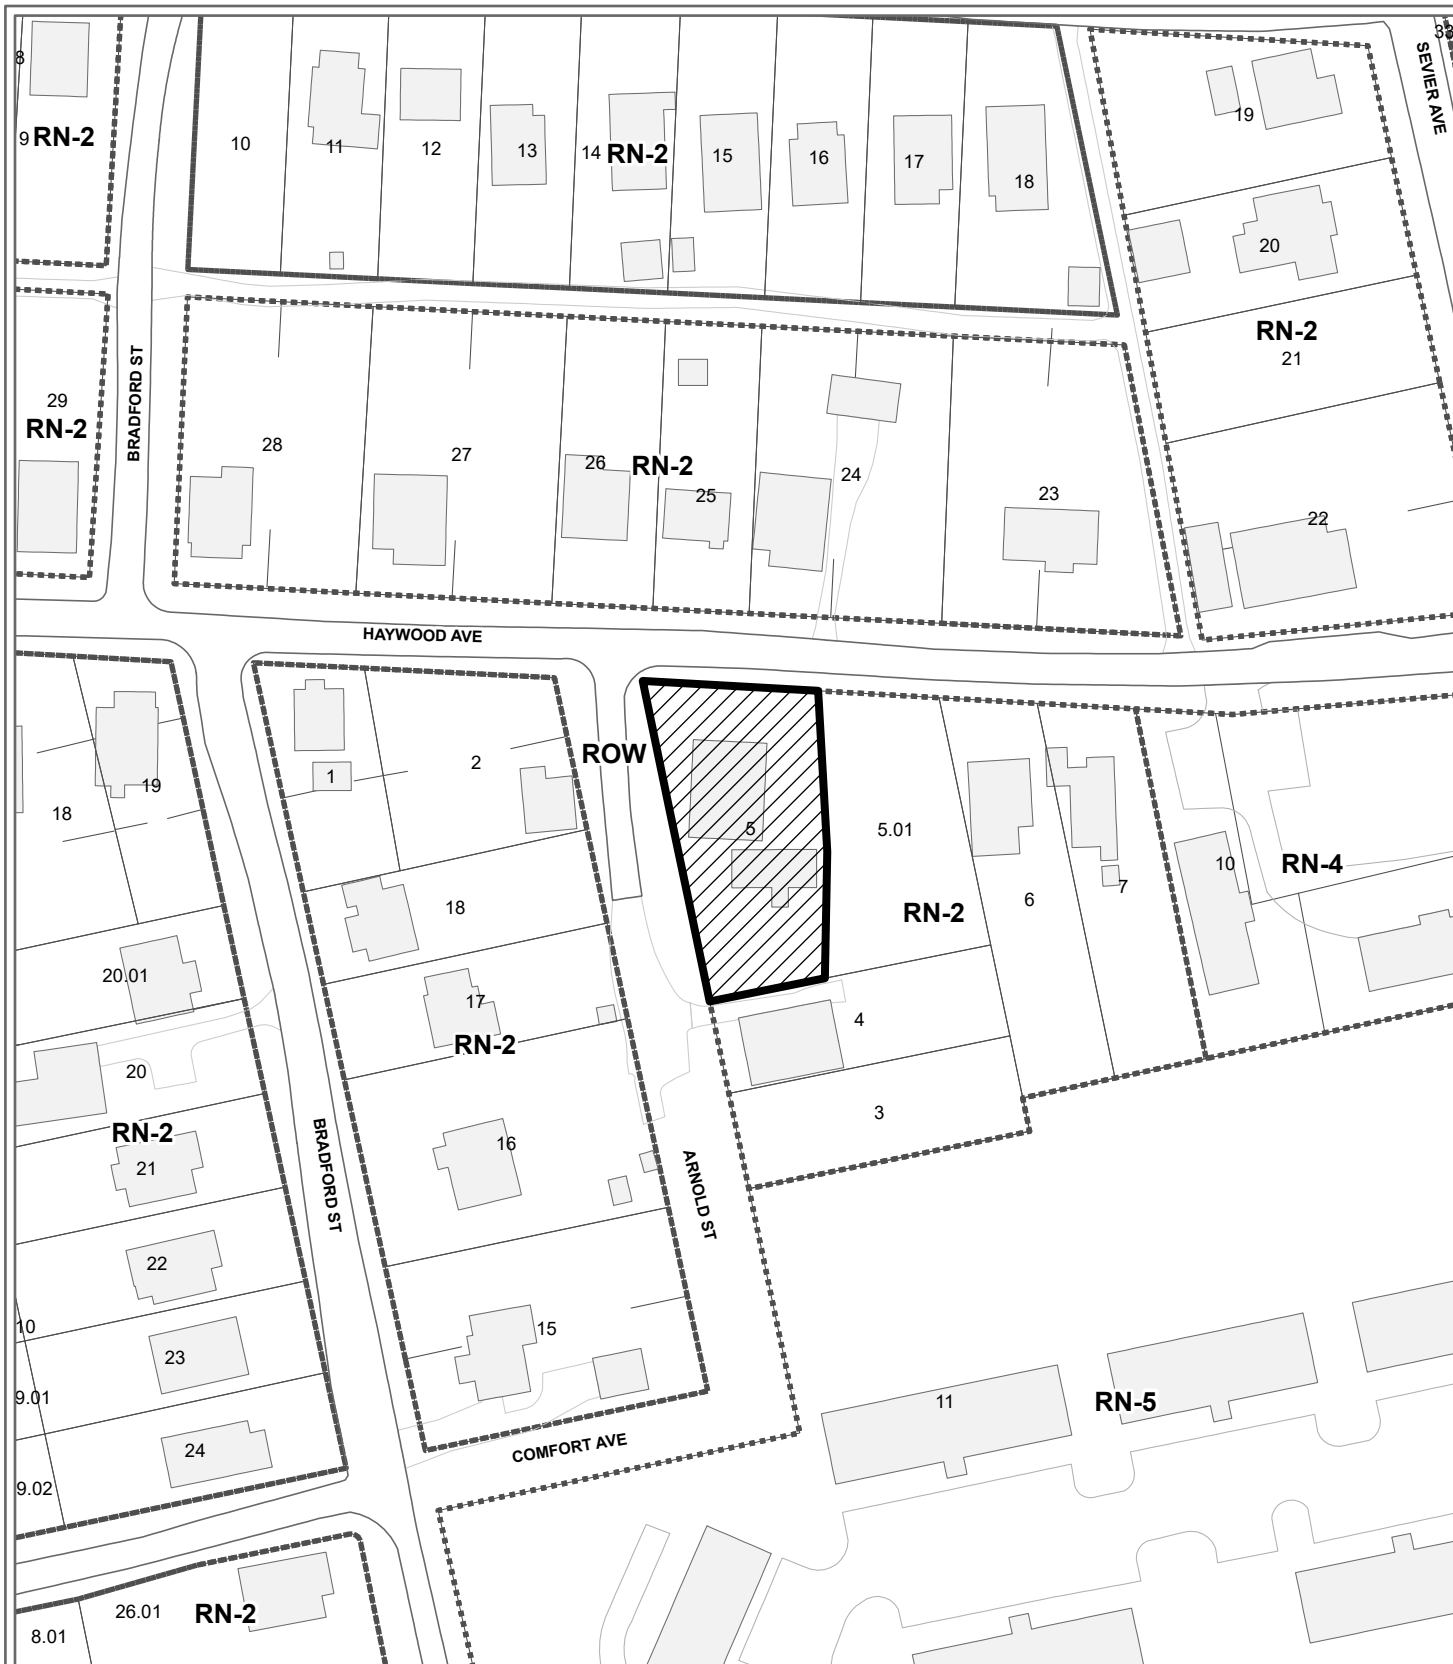 8
33
SEVIER AVE
19
9
RN-2
10
11
12
13
14
RN-2
15
16
17
18
20
RN-2
21
BRADFORD ST
29
RN-2
28
27
26
RN-2
25
24
23
22
HAYWOOD AVE
ROW
1
2
19
18
5
5.01
10
RN-4
7
6
RN-2
18
20.01
17
RN-2
4
20
3
RN-2
21
BRADFORD ST
16
ARNOLD ST
22
10
23
15
9.01
11
RN-5
24
COMFORT AVE
9.02
26.01
RN-2
8.01